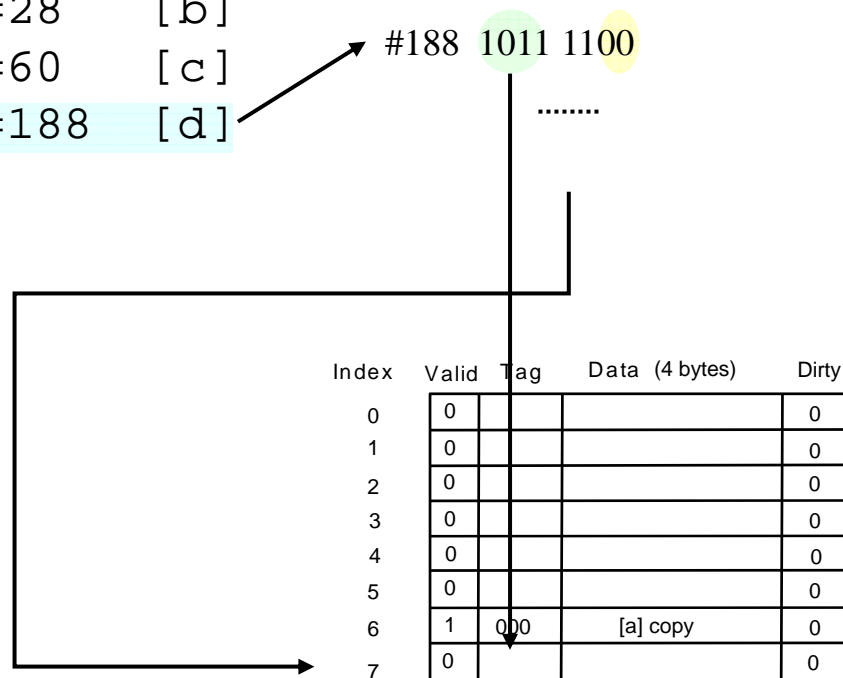 #28 [b]
#60 [c]
#188 [d]
#188 1011 1100
........
Index Valid Tag Data (4 bytes) Dirty
0 0 0
1 0 0
2 0 0
3 0 0
4 0 0
5 0 0
6 1 000 [a] copy 0
7 0 0